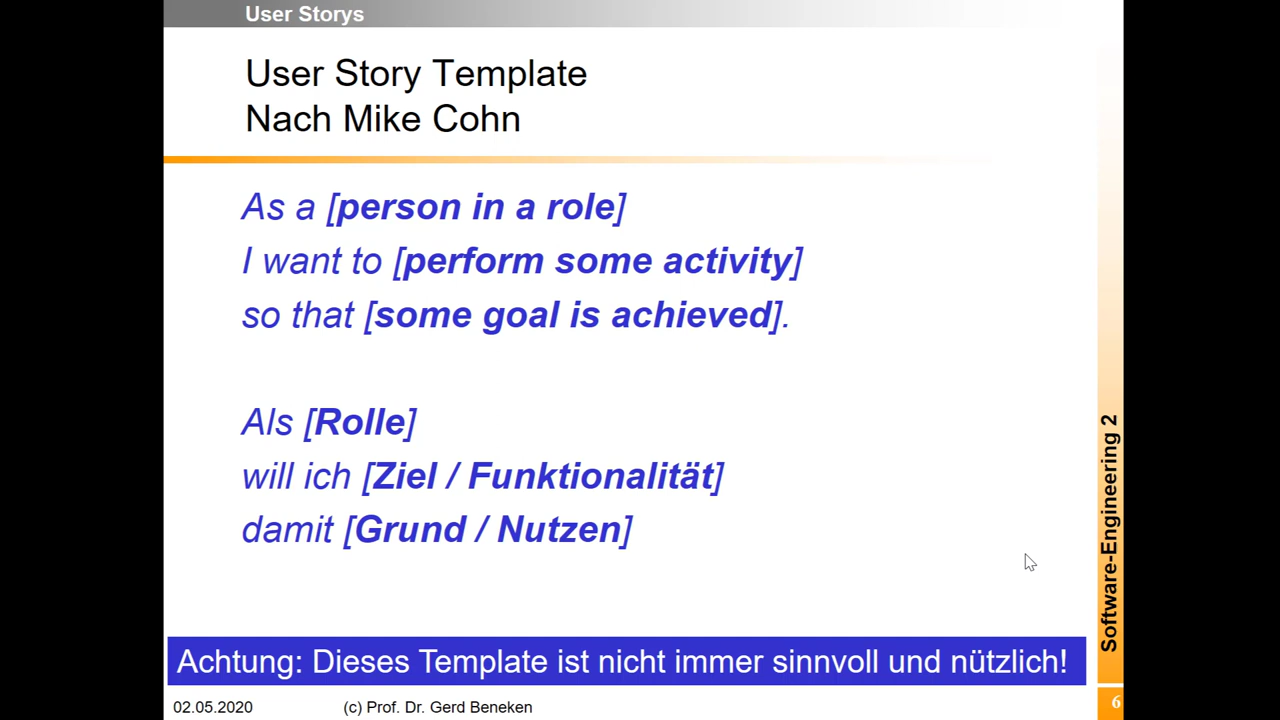 User Storys
User Story Template
Nach Mike Cohn
As a [person in a role]
I want to [perform some activity]
so that [some goal is achieved].
Als [Rolle]
will ich [Ziel / Funktionalität]
damit [Grund / Nutzen]
Achtung: Dieses Template ist nicht immer sinnvoll und nützlich!
Software-Engineering 2
02.05.2020
(c) Prof. Dr. Gerd Beneken
6